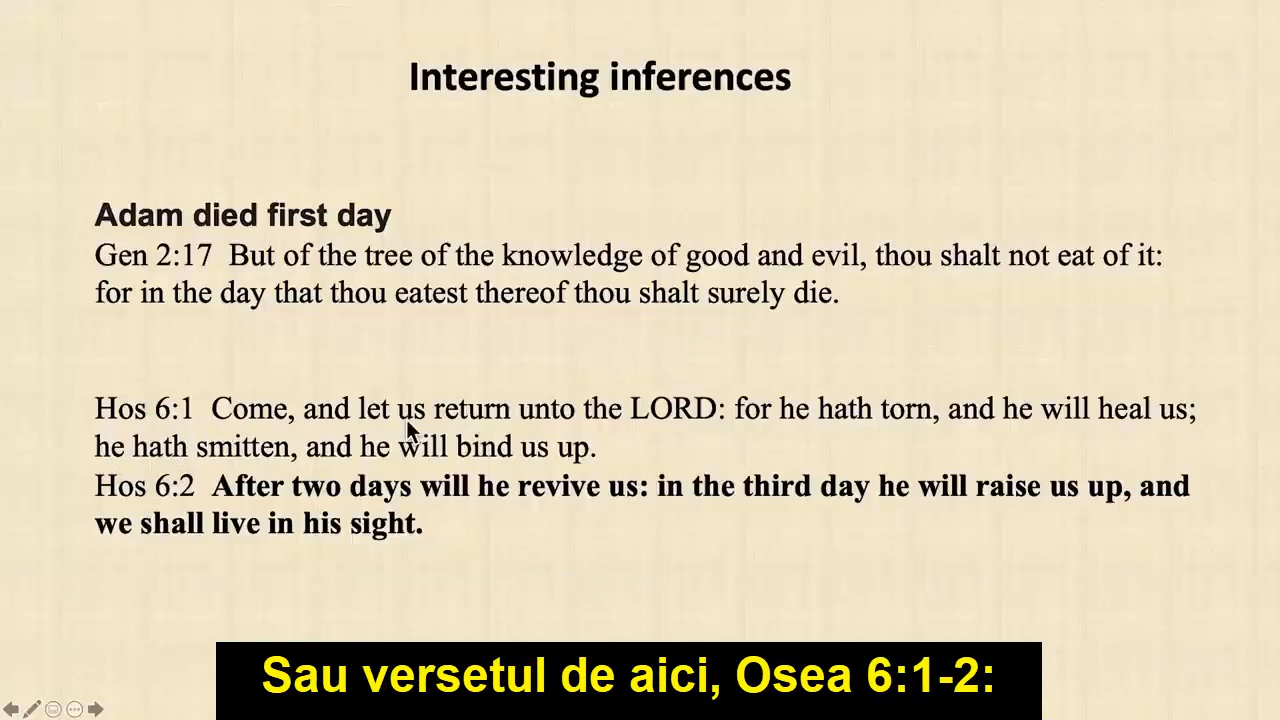 Interesting inferences
Adam died first day
Gen 2:17 But of the tree of the knowledge of good and evil, thou shalt not eat of it:
for in the day that thou eatest thereof thou shalt surely die.
Hos 6:1 Come, and let us return unto the LORD: for he hath torn, and he will heal us;
he hath smitten, and he will bind us up.
Hos 6:2 After two days will he revive us: in the third day he will raise us up, and
we shall live in his sight.
Sau versetul de aici, Osea 6:1-2: